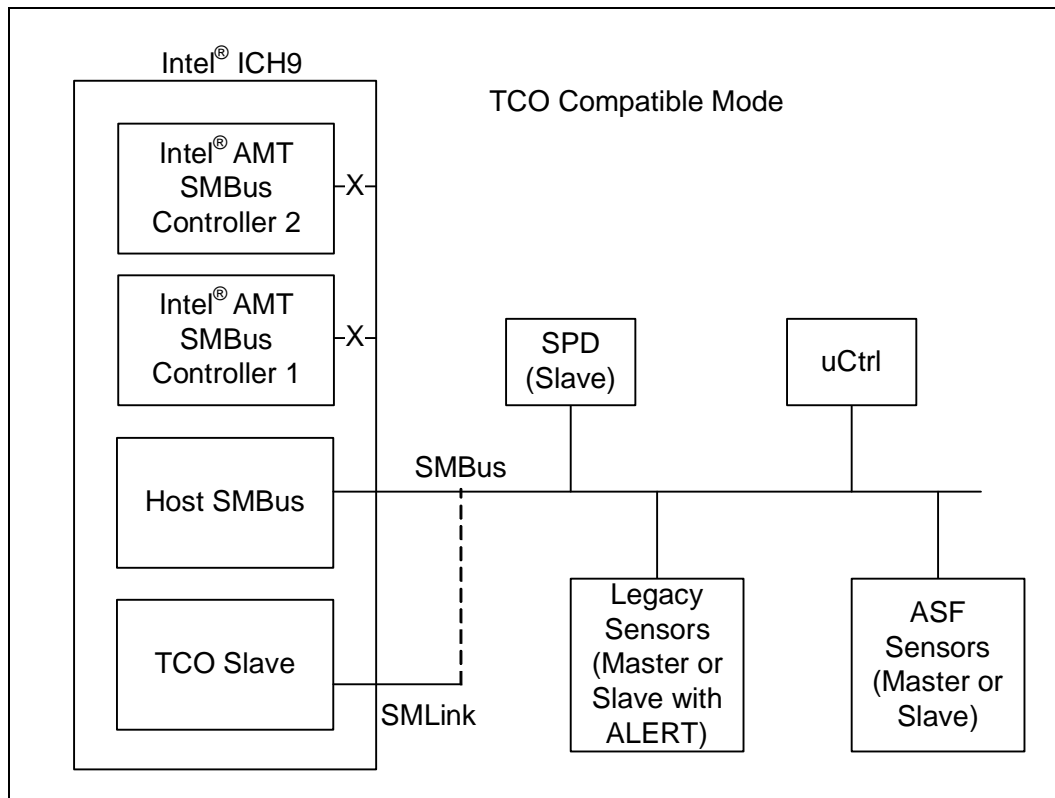 Intel® ICH9
TCO Compatible Mode
Intel® AMT
SMBus
Controller 2
X
Intel® AMT
SMBus
Controller 1
X
SPD
(Slave)
uCtrl
SMBus
Host SMBus
TCO Slave
SMLink
Legacy
Sensors
(Master or
Slave with
ALERT)
ASF
Sensors
(Master or
Slave)